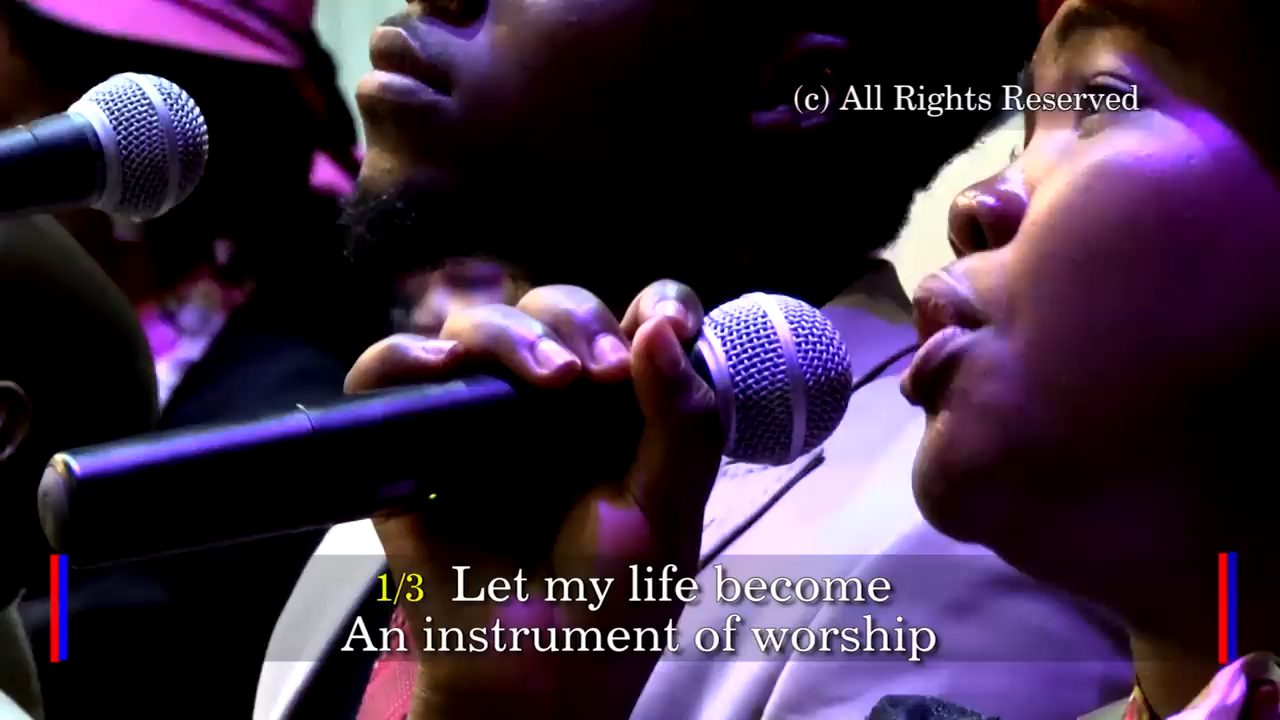 (c) All Rights Reserved
1/3 Let my life become
An instrument of worship